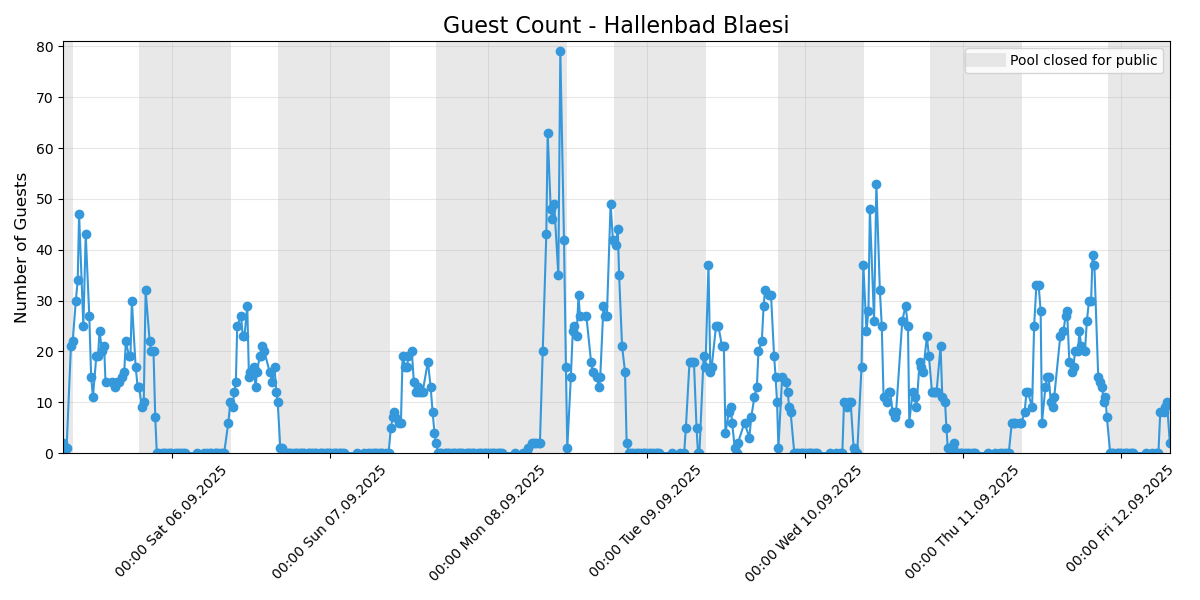 Guest Count - Hallenbad Blaesi
Pool closed for public
Number of Guests
80
70
60
50
40
30
20
10
0
00:00 Sat 06.09.2025
00:00 Sun 07.09.2025
00:00 Mon 08.09.2025
00:00 Tue 09.09.2025
00:00 Wed 10.09.2025
00:00 Thu 11.09.2025
00:00 Fri 12.09.2025